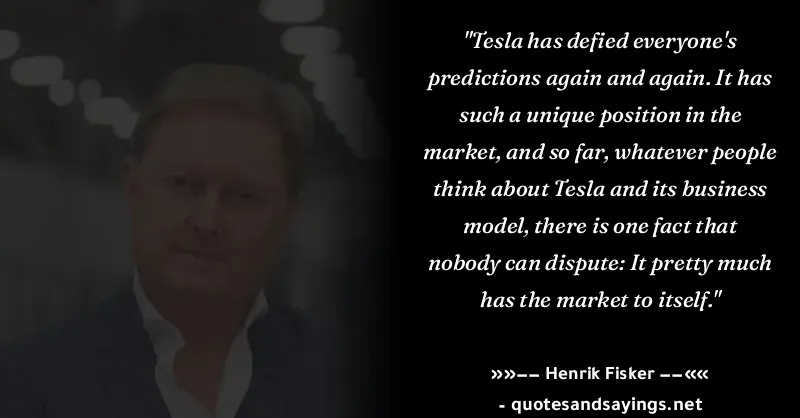 "Tesla has defied everyone's
predictions again and again. It has
such a unique position in the
market, and so far, whatever people
think about Tesla and its business
model, there is one fact that
nobody can dispute: It pretty much
has the market to itself."
»»−− Henrik Fisker −−««
- quotesandsayings.net